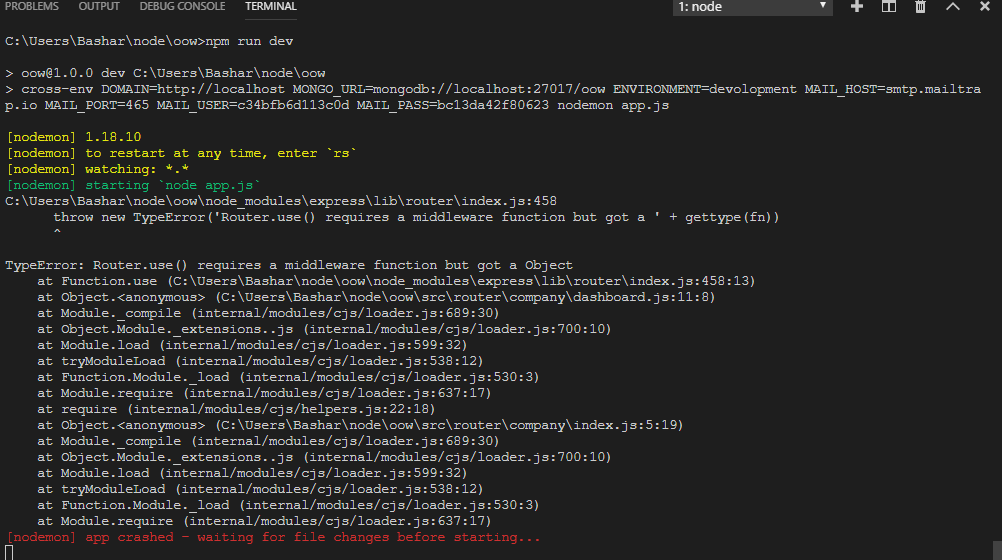 PROBLEMS OUTPUT DEBUG CONSOLE TERMINAL 1: node
C:\Users\Bashar\node\oow>npm run dev
> oow@1.0.0 dev C:\Users\Bashar\node\oow
> cross-env DOMAIN=http://localhost MONGO_URL=mongodb://localhost:27017/oow ENVIRONMENT=devolopment MAIL_HOST=smtp.mailtra
p.io MAIL_PORT=465 MAIL_USER=c34bfb6d113c0d MAIL_PASS=bc13da42f80623 nodemon app.js
[nodemon] 1.18.10
[nodemon] to restart at any time, enter `rs`
[nodemon] watching: *.*
[nodemon] starting `node app.js`
C:\Users\Bashar\node\oow\node_modules\express\lib\router\index.js:458
throw new TypeError('Router.use() requires a middleware function but got a ' + gettype(fn))
^
TypeError: Router.use() requires a middleware function but got a Object
at Function.use (C:\Users\Bashar\node\oow\node_modules\express\lib\router\index.js:458:13)
at Object.<anonymous> (C:\Users\Bashar\node\oow\src\router\company\dashboard.js:11:8)
at Module._compile (internal/modules/cjs/loader.js:689:30)
at Object.Module._extensions..js (internal/modules/cjs/loader.js:700:10)
at Module.load (internal/modules/cjs/loader.js:599:32)
at tryModuleLoad (internal/modules/cjs/loader.js:538:12)
at Function.Module._load (internal/modules/cjs/loader.js:530:3)
at Module.require (internal/modules/cjs/loader.js:637:17)
at require (internal/modules/cjs/helpers.js:22:18)
at Object.<anonymous> (C:\Users\Bashar\node\oow\src\router\company\index.js:5:19)
at Module._compile (internal/modules/cjs/loader.js:689:30)
at Object.Module._extensions..js (internal/modules/cjs/loader.js:700:10)
at Module.load (internal/modules/cjs/loader.js:599:32)
at tryModuleLoad (internal/modules/cjs/loader.js:538:12)
at Function.Module._load (internal/modules/cjs/loader.js:530:3)
at Module.require (internal/modules/cjs/loader.js:637:17)
[nodemon] app crashed - waiting for file changes before starting...